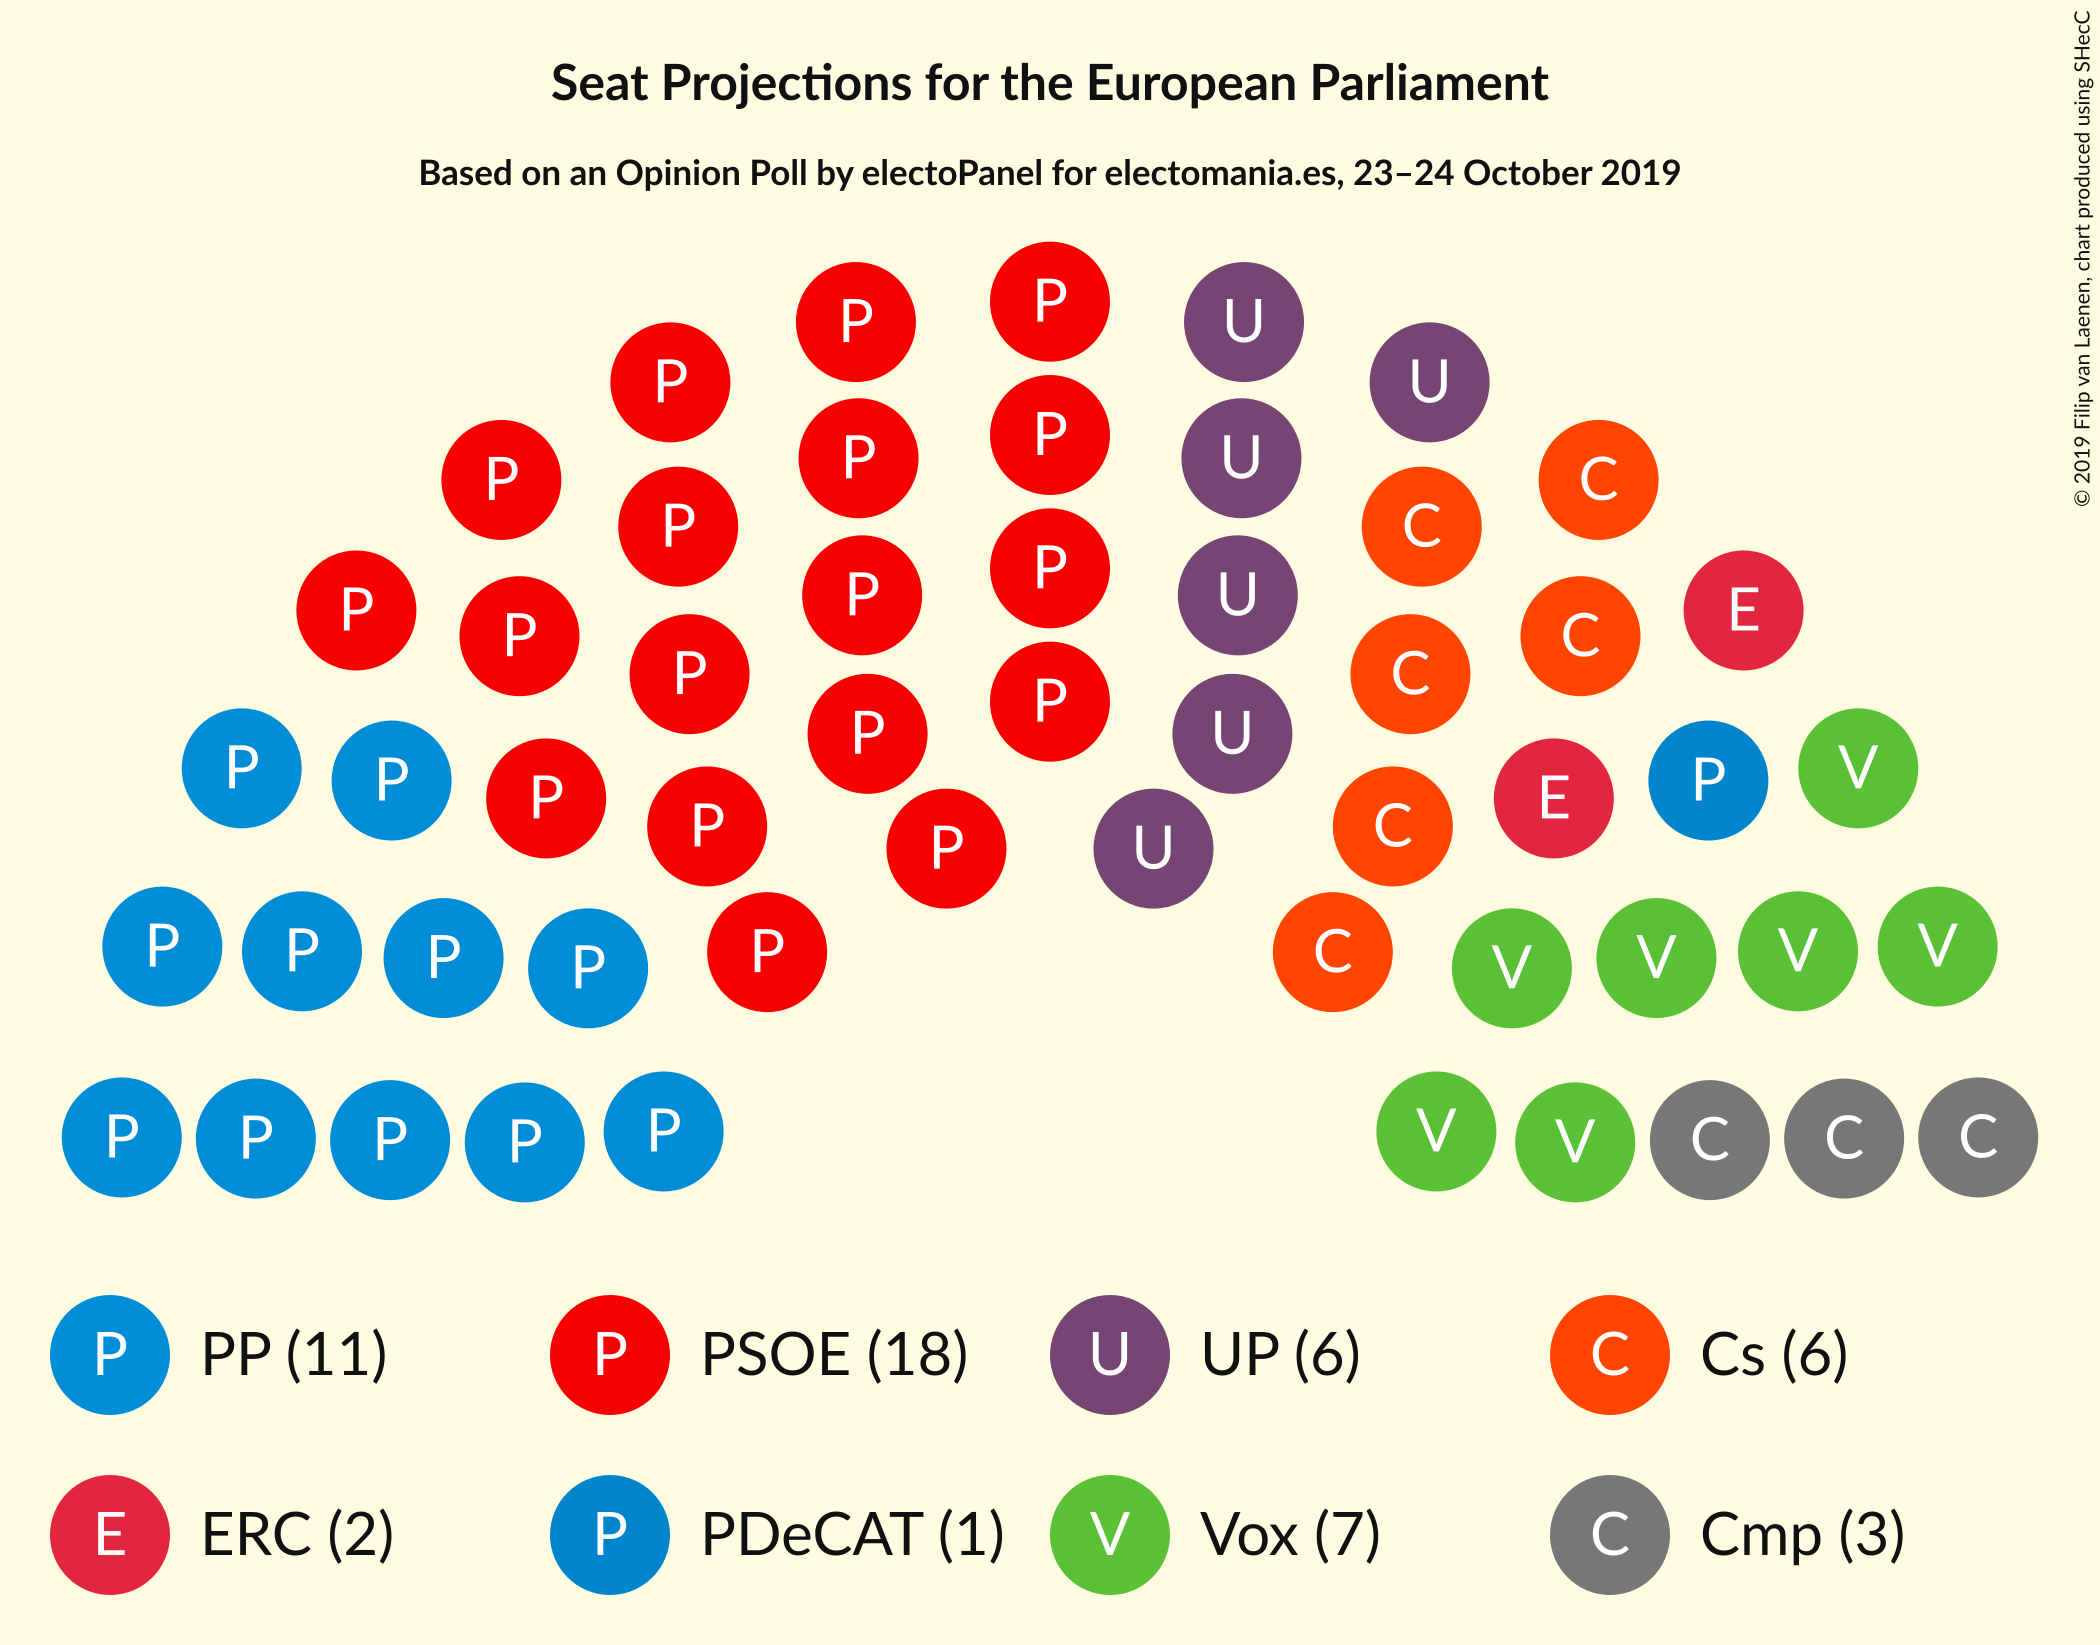 Seat Projections for the European Parliament
Based on an Opinion Poll by electoPanel for electomania.es, 23–24 October 2019
© 2019 Filip van Laenen, chart produced using SHecC
P
P U
P U
P P
P U
P C
P C
P U
P C
P E
P C
P P
P C
P U
P V
P P V
P E
P C
P U
P P P P P C V V V V
P P P P P V V C C C
P PP (11) P PSOE (18) U UP (6) C Cs (6)
E ERC (2) P PDeCAT (1) V Vox (7) C Cmp (3)